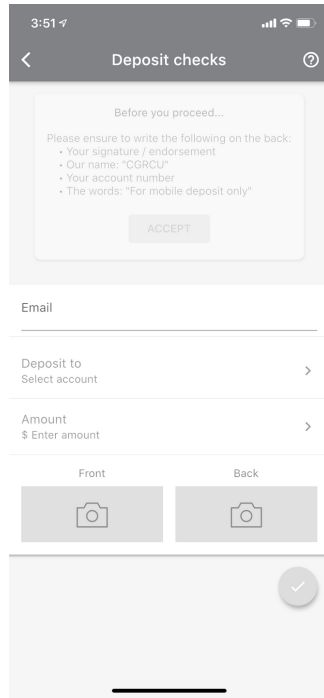 3:51
Deposit checks
Before you proceed...
Please ensure to write the following on the back:
• Your signature / endorsement
• Our name: "CGRCU"
• Your account number
• The words: "For mobile deposit only"
ACCEPT
Email
Deposit to
Select account
Amount
$ Enter amount
Front Back